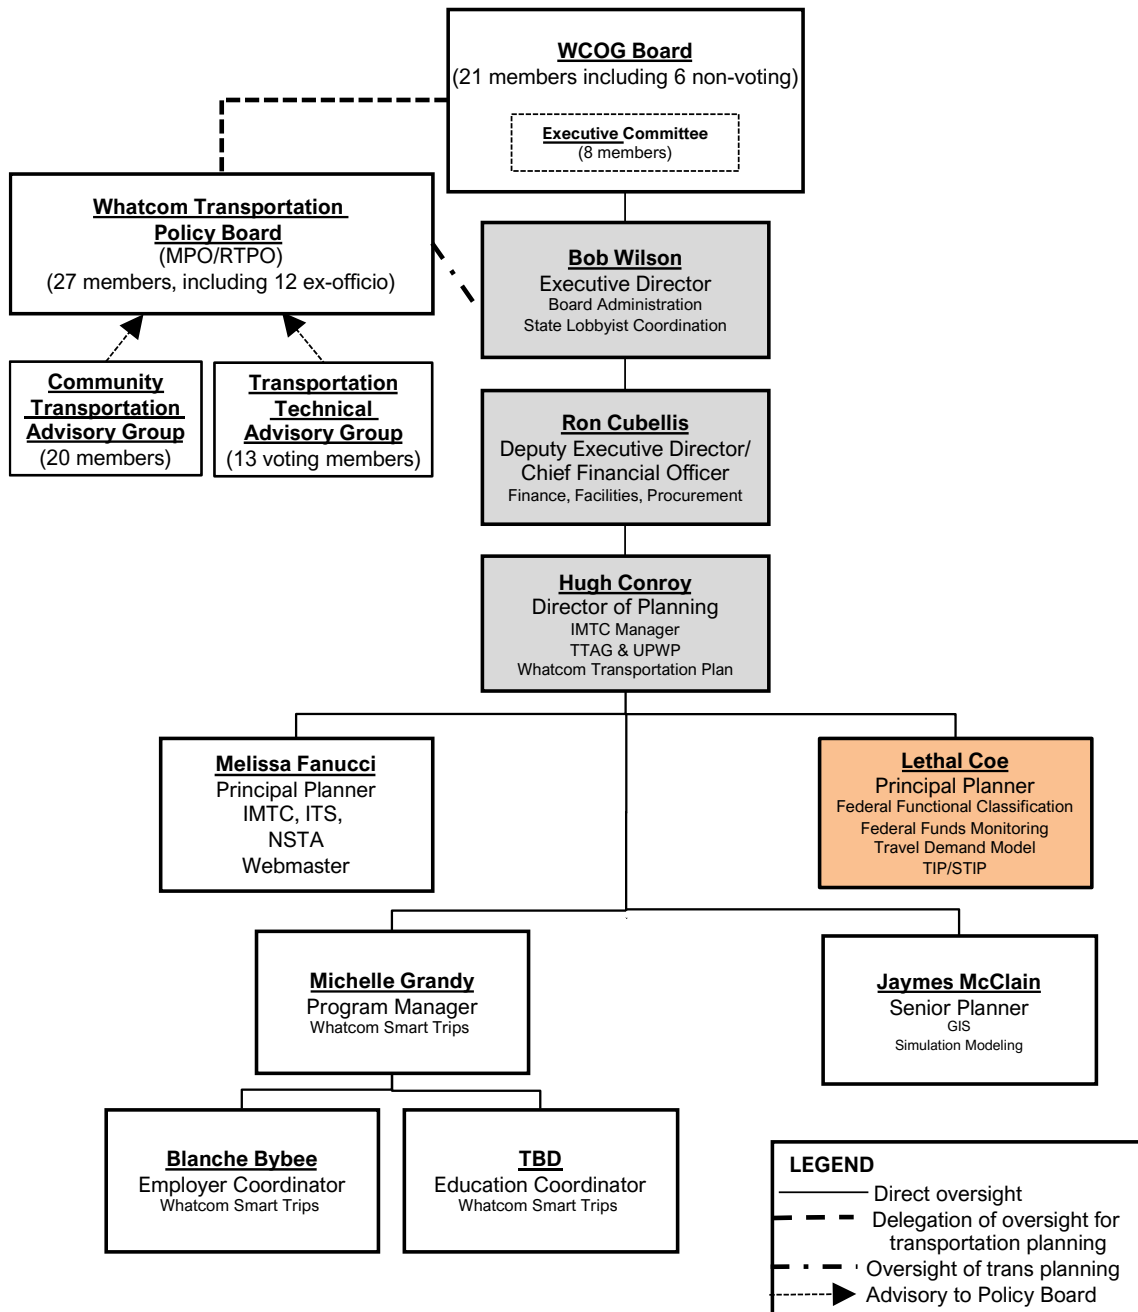 WCOG Board
(21 members including 6 non-voting)
Executive Committee
(8 members)
Whatcom Transportation
Policy Board
(MPO/RTPO)
(27 members, including 12 ex-officio)
Bob Wilson
Executive Director
Board Administration
State Lobbyist Coordination
Community
Transportation
Advisory Group
(20 members)
Transportation
Technical
Advisory Group
(13 voting members)
Ron Cubellis
Deputy Executive Director/
Chief Financial Officer
Finance, Facilities, Procurement
Hugh Conroy
Director of Planning
IMTC Manager
TTAG & UPWP
Whatcom Transportation Plan
Melissa Fanucci
Principal Planner
IMTC, ITS,
NSTA
Webmaster
Lethal Coe
Principal Planner
Federal Functional Classification
Federal Funds Monitoring
Travel Demand Model
TIP/STIP
Michelle Grandy
Program Manager
Whatcom Smart Trips
Jaymes McClain
Senior Planner
GIS
Simulation Modeling
Blanche Bybee
Employer Coordinator
Whatcom Smart Trips
TBD
Education Coordinator
Whatcom Smart Trips
LEGEND
Direct oversight
Delegation of oversight for
transportation planning
Oversight of trans planning
Advisory to Policy Board